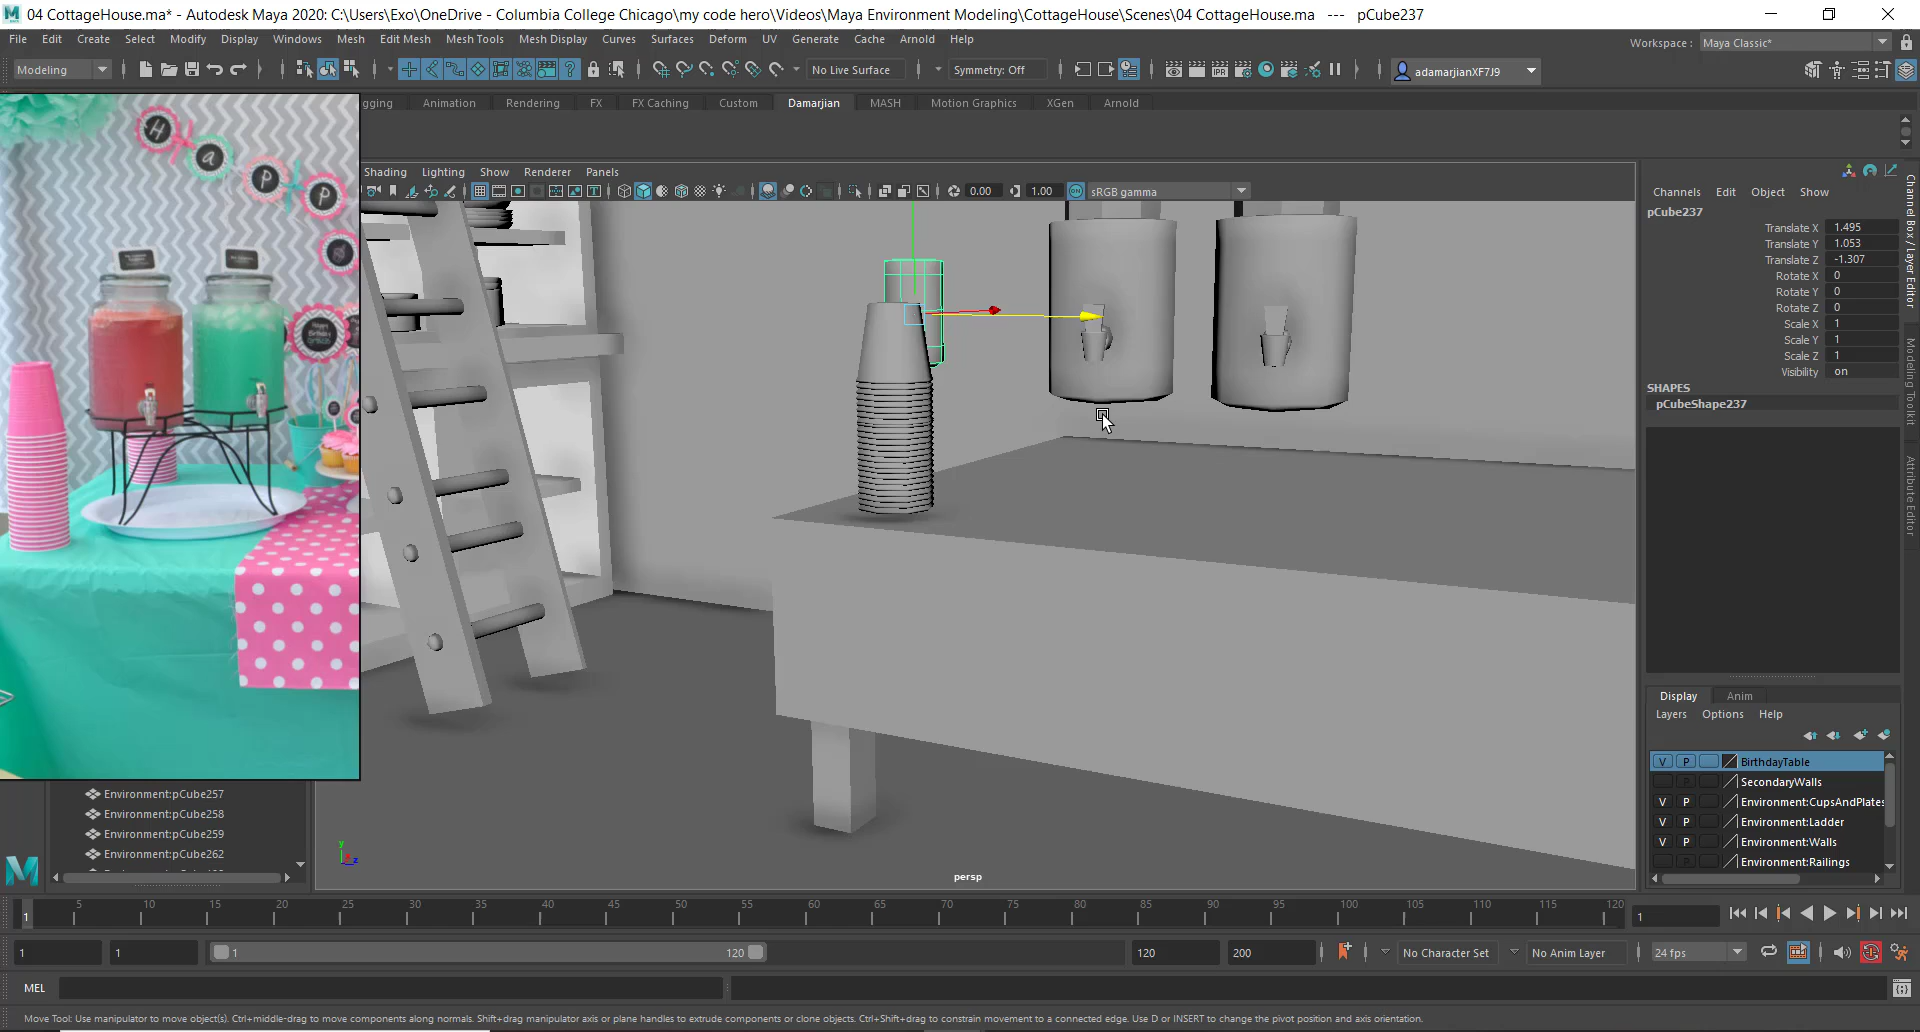 04 CottageHouse.ma* - Autodesk Maya 2020: C:\Users\Exo\OneDrive - Columbia College Chicago\my code hero\Videos\Maya Environment Modeling\CottageHouse\Scenes\04 CottageHouse.ma --- pCube237
File Edit Create Select Modify Display Windows Mesh Edit Mesh Mesh Tools Mesh Display Curves Surfaces Deform UV Generate Cache Arnold Help
Workspace : Maya Classic*
Modeling No Live Surface Symmetry: Off adamarjianXF7J9
gging Animation Rendering FX FX Caching Custom Damarjian MASH Motion Graphics XGen Arnold
H a P P
Shading Lighting Show Renderer Panels
0.00 1.00 ON sRGB gamma
Channels Edit Object Show
pCube237
Translate X 1.495
Translate Y 1.053
Translate Z -1.307
Rotate X 0
Rotate Y 0
Rotate Z 0
Scale X 1
Scale Y 1
Scale Z 1
Visibility on
SHAPES
pCubeShape237
Channel Box / Layer Editor
Modeling Toolkit
Attribute Editor
Display Anim
Layers Options Help
V P BirthdayTable
SecondaryWalls
V P Environment:CupsAndPlates
V P Environment:Ladder
V P Environment:Walls
Environment:Railings
Environment:pCube257
Environment:pCube258
Environment:pCube259
Environment:pCube262
y z
persp
1 5 10 15 20 25 30 35 40 45 50 55 60 65 70 75 80 85 90 95 100 105 110 115 120 1
1 1 1 120 120 200 No Character Set No Anim Layer 24 fps
MEL
Move Tool: Use manipulator to move object(s). Ctrl+middle-drag to move components along normals. Shift+drag manipulator axis or plane handles to extrude components or clone objects. Ctrl+Shift+drag to constrain movement to a connected edge. Use D or INSERT to change the pivot position and axis orientation.